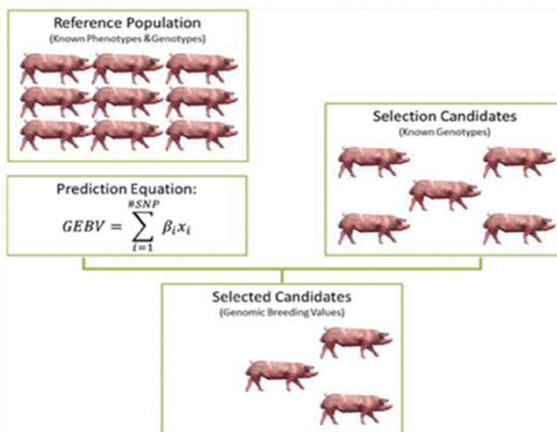 Reference Population
(Known Phenotypes &Genotypes)
Selection Candidates
(Known Genotypes)
Prediction Equation:
#SNP
GEBV = ∑ βᵢxᵢ
i=1
Selected Candidates
(Genomic Breeding Values)